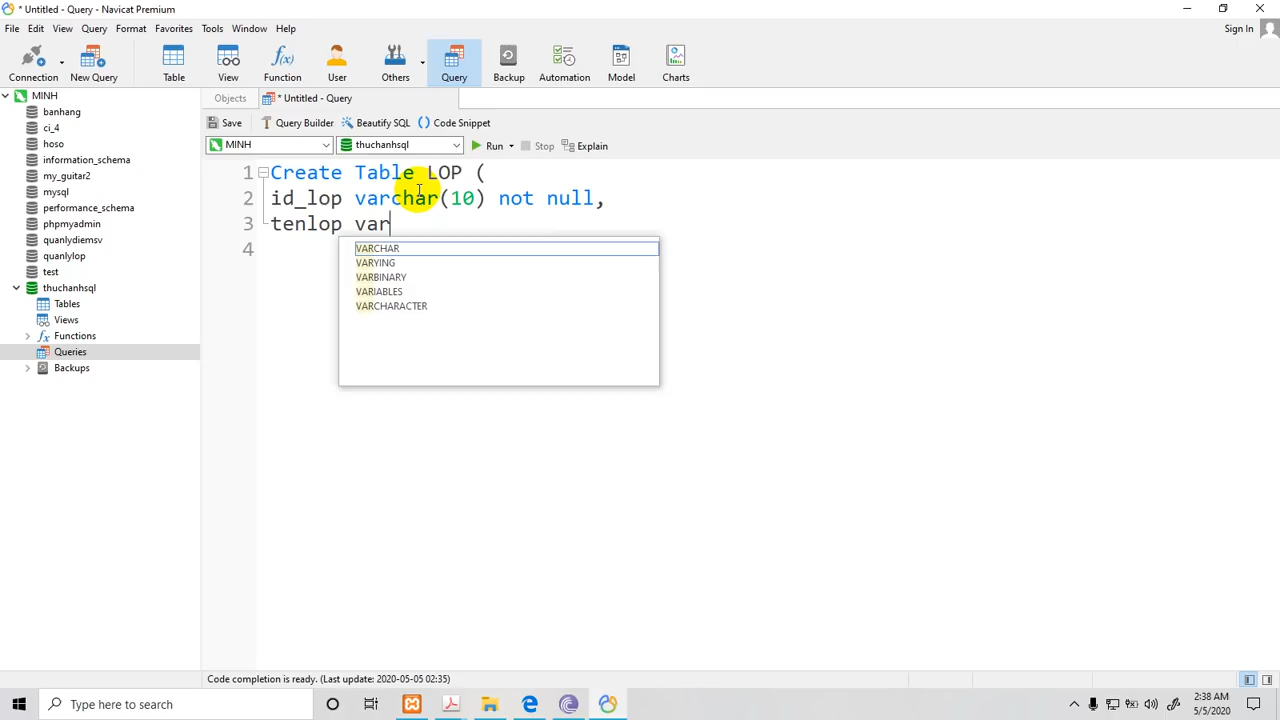 * Untitled - Query - Navicat Premium
File Edit View Query Format Favorites Tools Window Help
Sign In
Connection New Query Table View Function User Others Query Backup Automation Model Charts
MINH
banhang
ci_4
hoso
information_schema
my_guitar2
mysql
performance_schema
phpmyadmin
quanlydiemsv
quanlylop
test
thuchanhsql
Tables
Views
Functions
Queries
Backups
Objects * Untitled - Query
Save Query Builder Beautify SQL () Code Snippet
MINH thuchanhsql Run Stop Explain
1 Create Table LOP (
2 id_lop varchar(10) not null,
3 tenlop var
4
VARCHAR
VARYING
VARBINARY
VARIABLES
VARCHARACTER
Code completion is ready. (Last update: 2020-05-05 02:35)
Type here to search
2:38 AM
5/5/2020